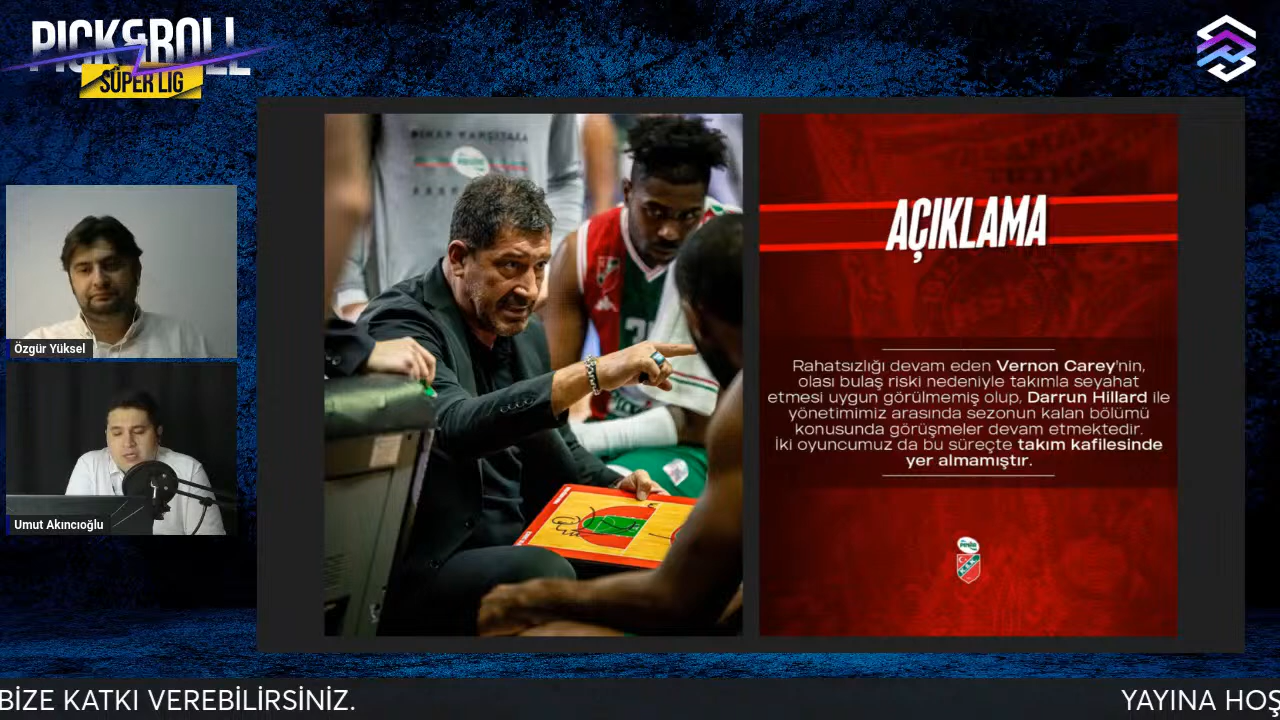 PICK&ROLL
SÜPER LIG
AÇIKLAMA
Rahatsızlığı devam eden Vernon Carey'nin,
olası bulaş riski nedeniyle takımla seyahat
etmesi uygun görülmemiş olup, Darrun Hillard ile
yönetimimiz arasında sezonun kalan bölümü
konusunda görüşmeler devam etmektedir.
İki oyuncumuz da bu süreçte takım kafilesinde
yer almamıştır.
Özgür Yüksel
Umut Akıncıoğlu
BİZE KATKI VEREBİLİRSİNİZ.
YAYINA HOŞ